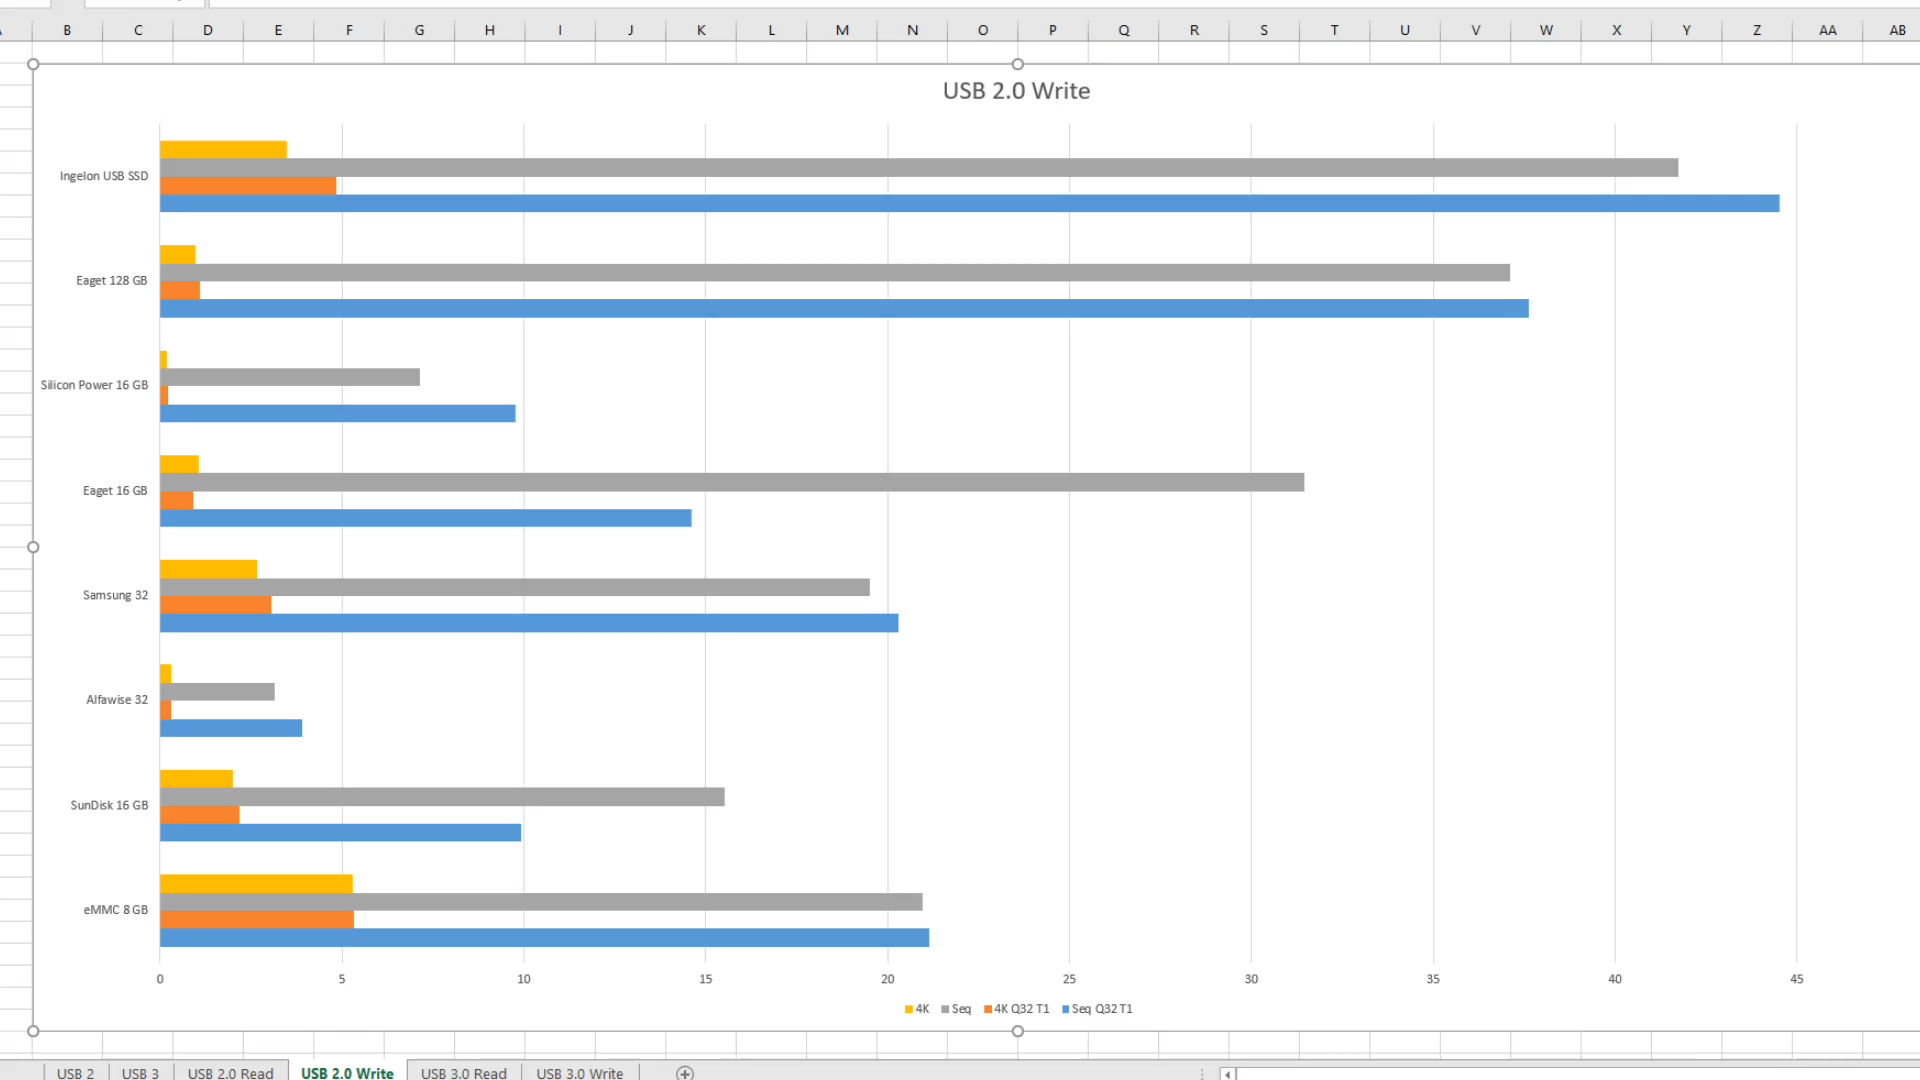 B C D E F G H I J K L M N O P Q R S T U V W X Y Z AA AB
USB 2.0 Write
Ingelon USB SSD
Eaget 128 GB
Silicon Power 16 GB
Eaget 16 GB
Samsung 32
Alfawise 32
SunDisk 16 GB
eMMC 8 GB
0 5 10 15 20 25 30 35 40 45
4K Seq 4K Q32 T1 Seq Q32 T1
USB 2 USB 3 USB 2.0 Read USB 2.0 Write USB 3.0 Read USB 3.0 Write